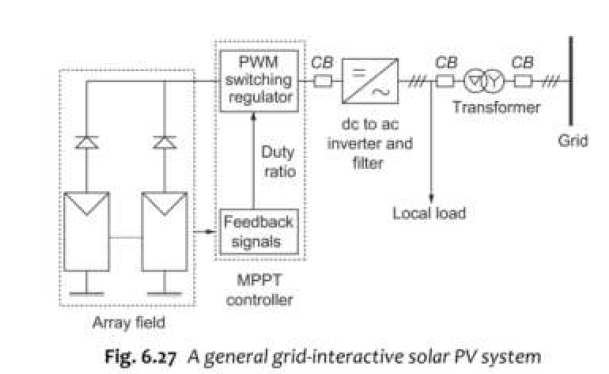 PWM
switching
regulator
CB
CB
CB
dc to ac
inverter and
filter
Transformer
Grid
Duty
ratio
Local load
Feedback
signals
MPPT
controller
Array field
Fig. 6.27 A general grid-interactive solar PV system